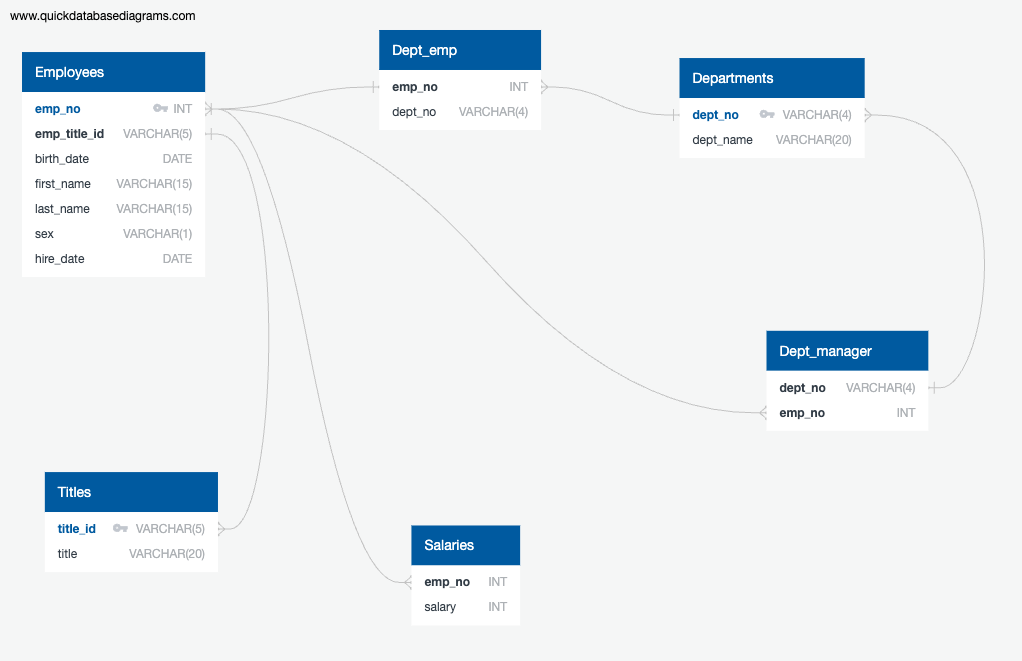 www.quickdatabasediagrams.com
Employees
emp_no INT
emp_title_id VARCHAR(5)
birth_date DATE
first_name VARCHAR(15)
last_name VARCHAR(15)
sex VARCHAR(1)
hire_date DATE
Dept_emp
emp_no INT
dept_no VARCHAR(4)
Departments
dept_no VARCHAR(4)
dept_name VARCHAR(20)
Dept_manager
dept_no VARCHAR(4)
emp_no INT
Titles
title_id VARCHAR(5)
title VARCHAR(20)
Salaries
emp_no INT
salary INT